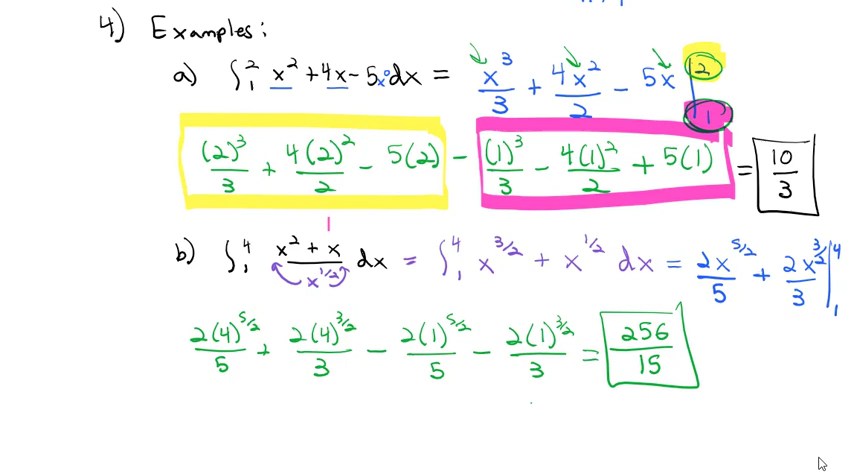 4) Examples:
a) ∫₁² x² + 4x - 5x⁰ dx = x³/3 + 4x²/2 - 5x |₁²
(2)³/3 + 4(2)²/2 - 5(2) - (1)³/3 - 4(1)²/2 + 5(1) = 10/3
b) ∫₁⁴ (x² + x)/x^(1/2) dx = ∫₁⁴ x^(3/2) + x^(1/2) dx = 2x^(5/2)/5 + 2x^(3/2)/3 |₁⁴
2(4)^(5/2)/5 + 2(4)^(3/2)/3 - 2(1)^(5/2)/5 - 2(1)^(3/2)/3 = 256/15